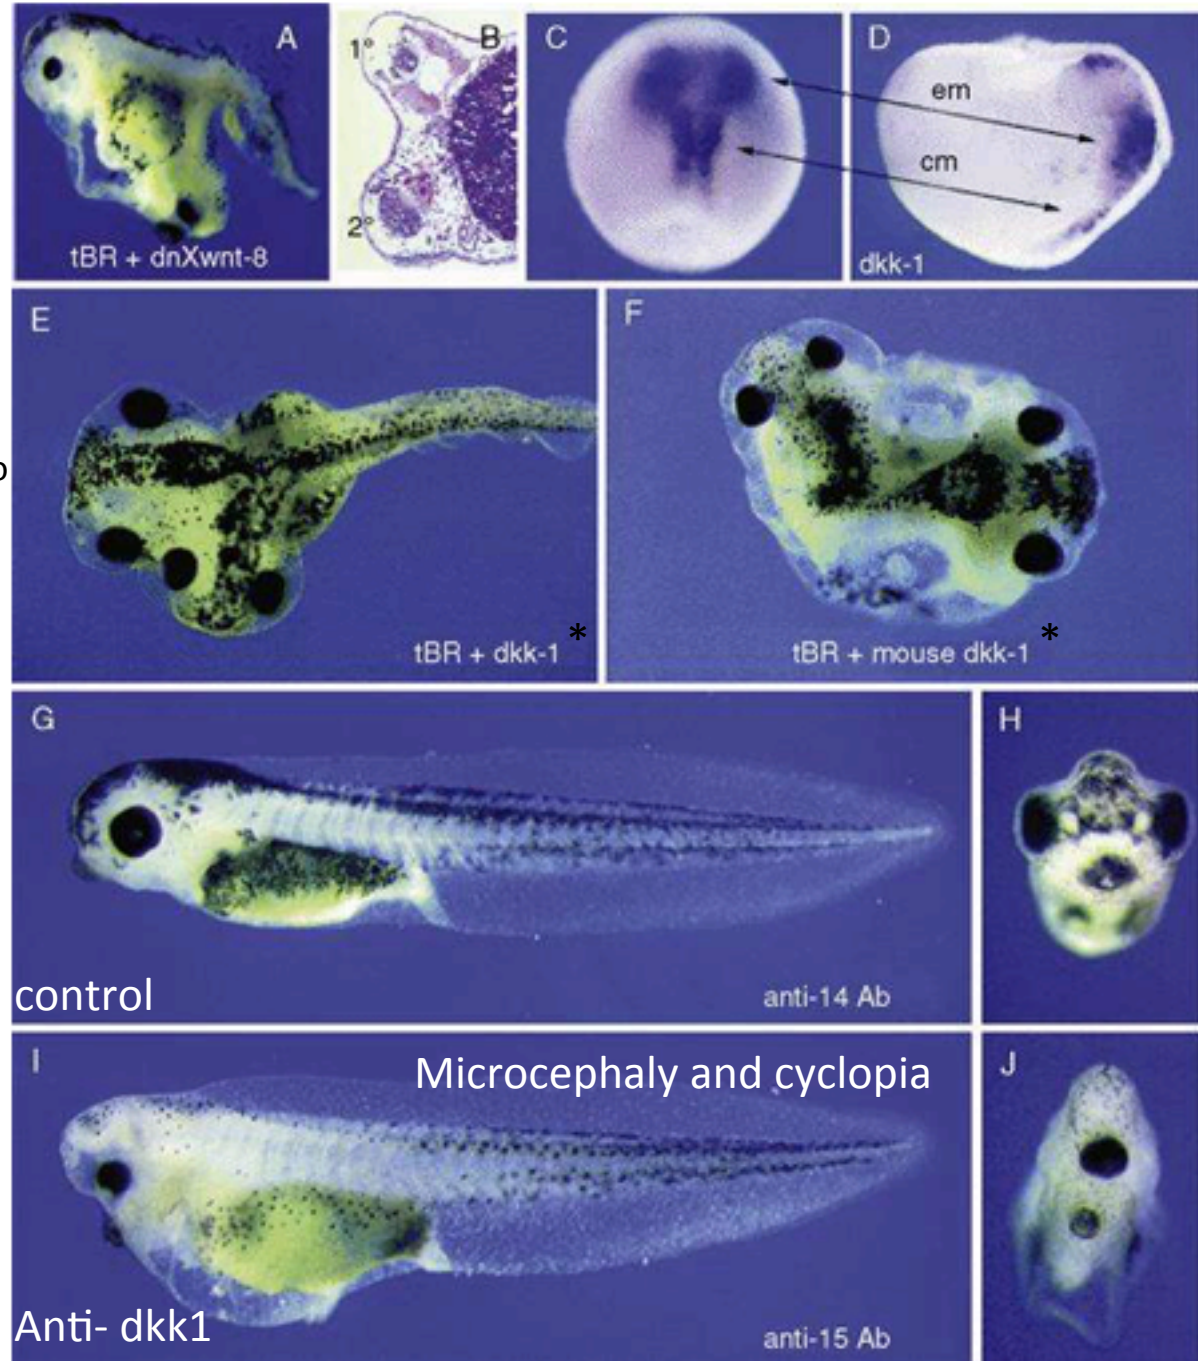 A
1°
B
2°
tBR + dnXwnt-8
C
D
em
cm
dkk-1
E
F
tBR + dkk-1 *
tBR + mouse dkk-1 *
G
H
control
anti-14 Ab
I
Microcephaly and cyclopia
J
Anti- dkk1
anti-15 Ab